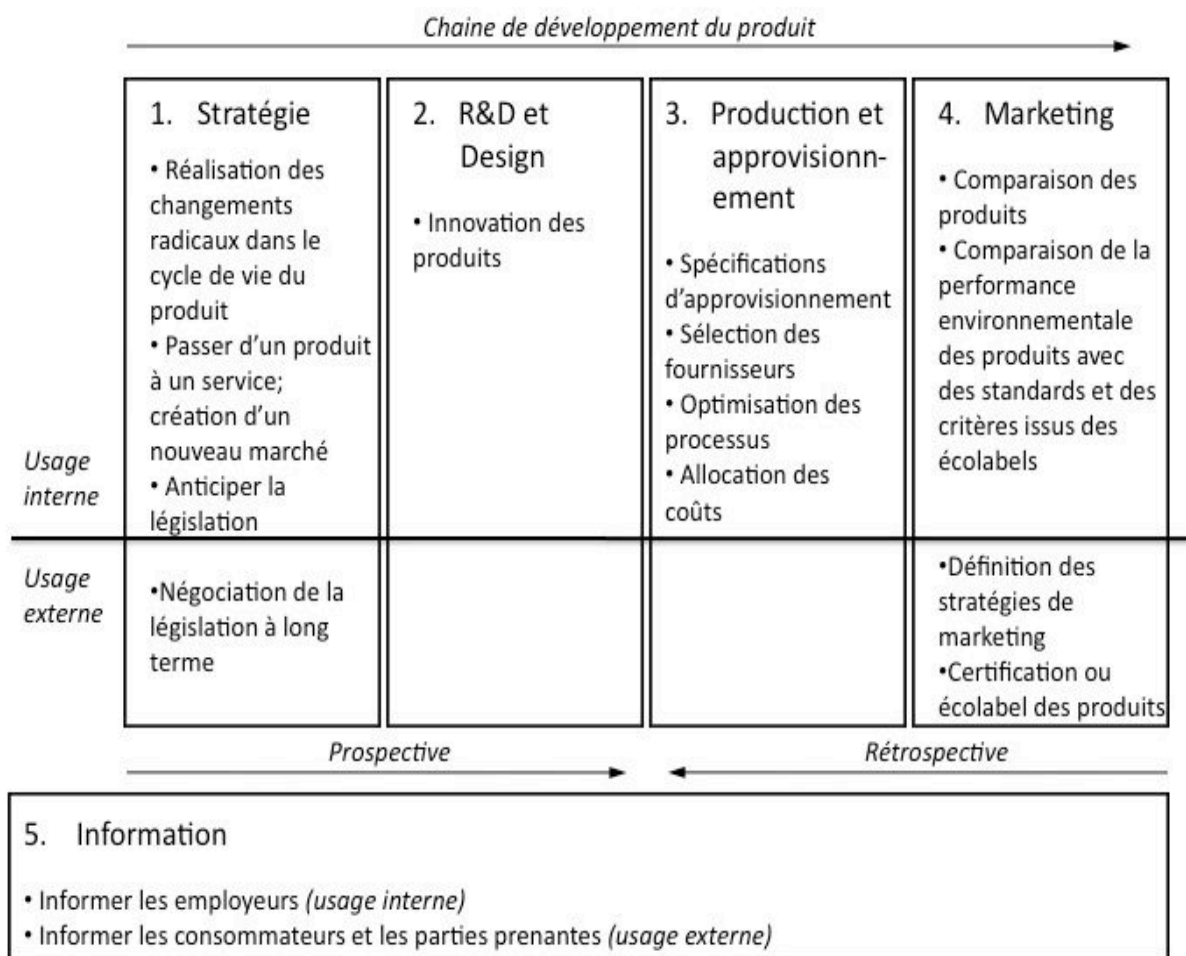 Chaine de développement du produit
1. Stratégie
• Réalisation des
changements
radicaux dans le
cycle de vie du
produit
• Passer d'un produit
à un service;
création d'un
nouveau marché
• Anticiper la
législation
2. R&D et
Design
• Innovation des
produits
3. Production et
approvisionn-
ement
• Spécifications
d'approvisionnement
• Sélection des
fournisseurs
• Optimisation des
processus
• Allocation des
coûts
4. Marketing
• Comparaison des
produits
• Comparaison de la
performance
environnementale
des produits avec
des standards et des
critères issus des
écolabels
Usage
interne
Usage
externe
•Négociation de la
législation à long
terme
•Définition des
stratégies de
marketing
•Certification ou
écolabel des produits
Prospective
Rétrospective
5. Information
• Informer les employeurs (usage interne)
• Informer les consommateurs et les parties prenantes (usage externe)